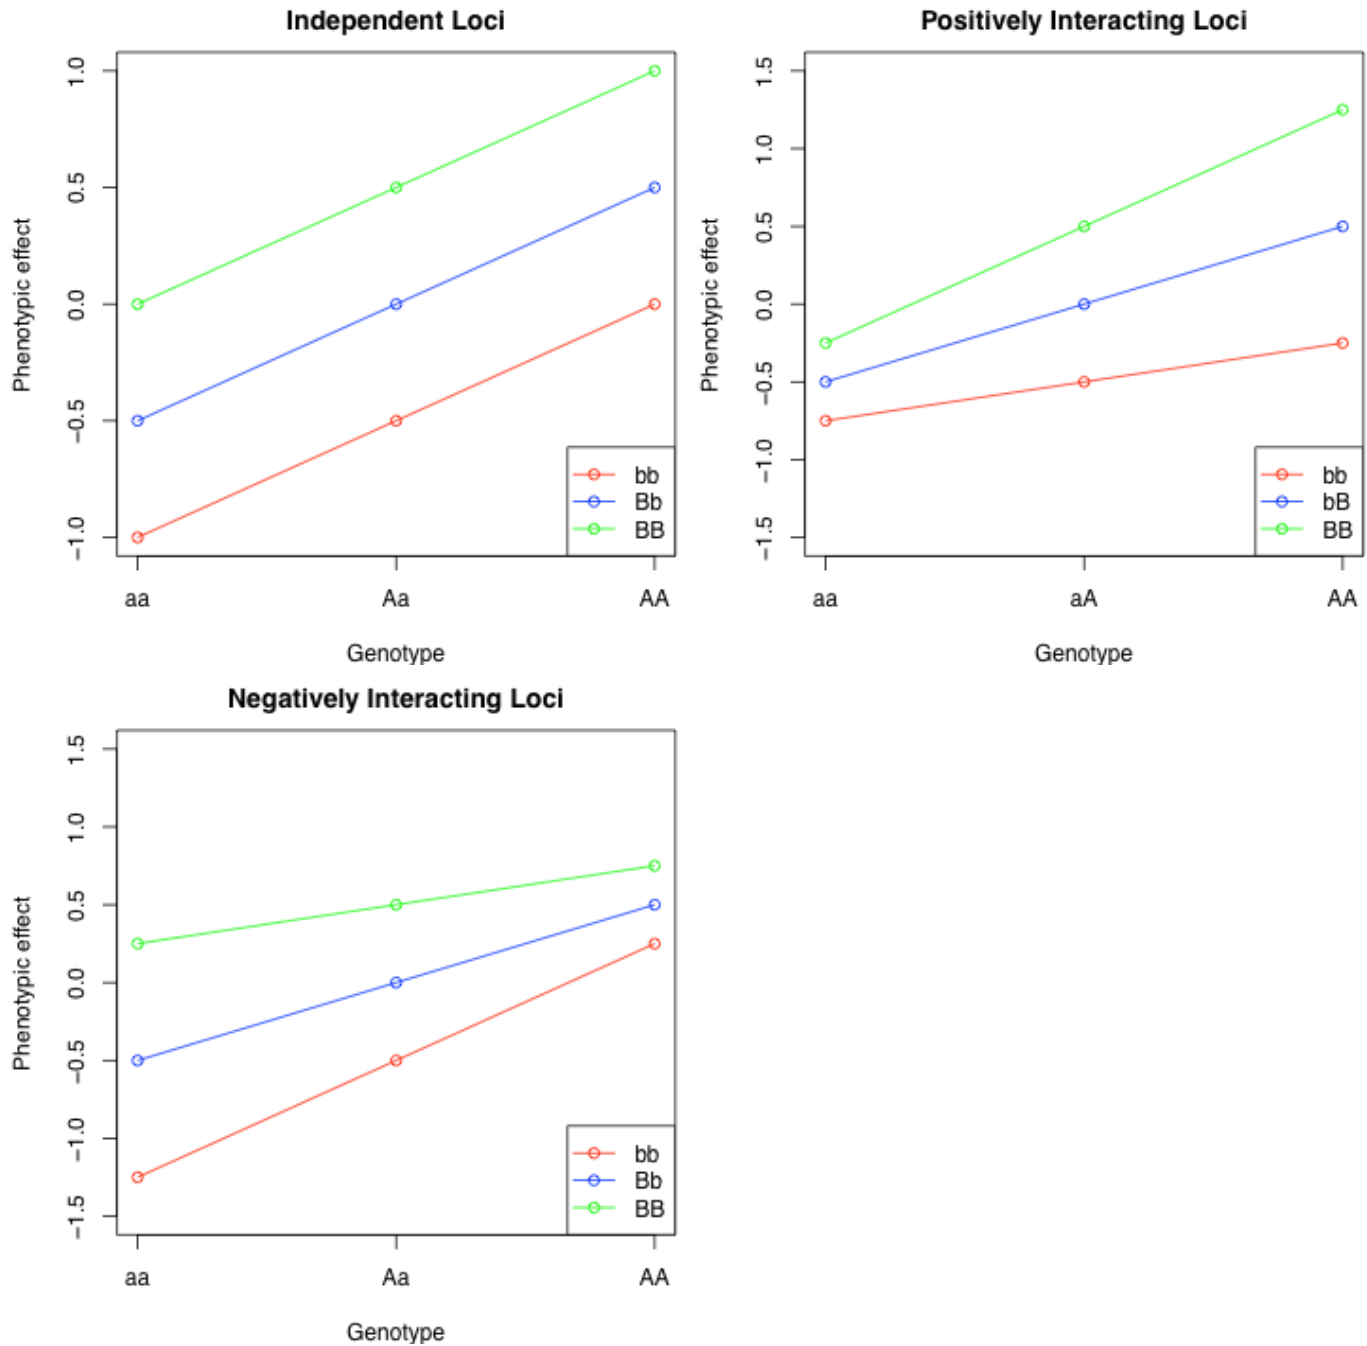 Independent Loci
Phenotypic effect
1.0
0.5
0.0
−0.5
−1.0
bb
Bb
BB
aa
Aa
AA
Genotype
Positively Interacting Loci
Phenotypic effect
1.5
1.0
0.5
0.0
−0.5
−1.0
−1.5
bb
bB
BB
aa
aA
AA
Genotype
Negatively Interacting Loci
Phenotypic effect
1.5
1.0
0.5
0.0
−0.5
−1.0
−1.5
bb
Bb
BB
aa
Aa
AA
Genotype